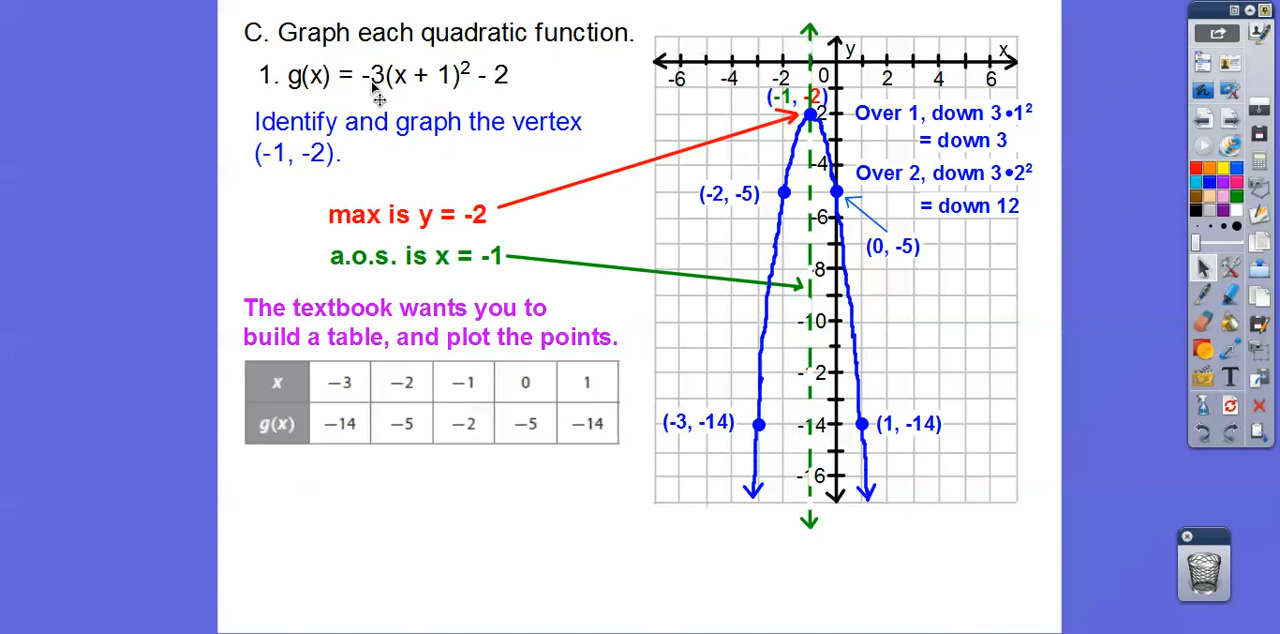 C. Graph each quadratic function.
1. g(x) = -3(x + 1)² - 2
Identify and graph the vertex
(-1, -2).
max is y = -2
a.o.s. is x = -1
The textbook wants you to
build a table, and plot the points.
x −3 −2 −1 0 1
g(x) −14 −5 −2 −5 −14
y x
-6 -4 -2 0 2 4 6
(-1, -2)
-2
-4
-6
-8
-10
-12
-14
-16
Over 1, down 3•1²
= down 3
Over 2, down 3•2²
= down 12
(-2, -5)
(0, -5)
(-3, -14)
(1, -14)
T